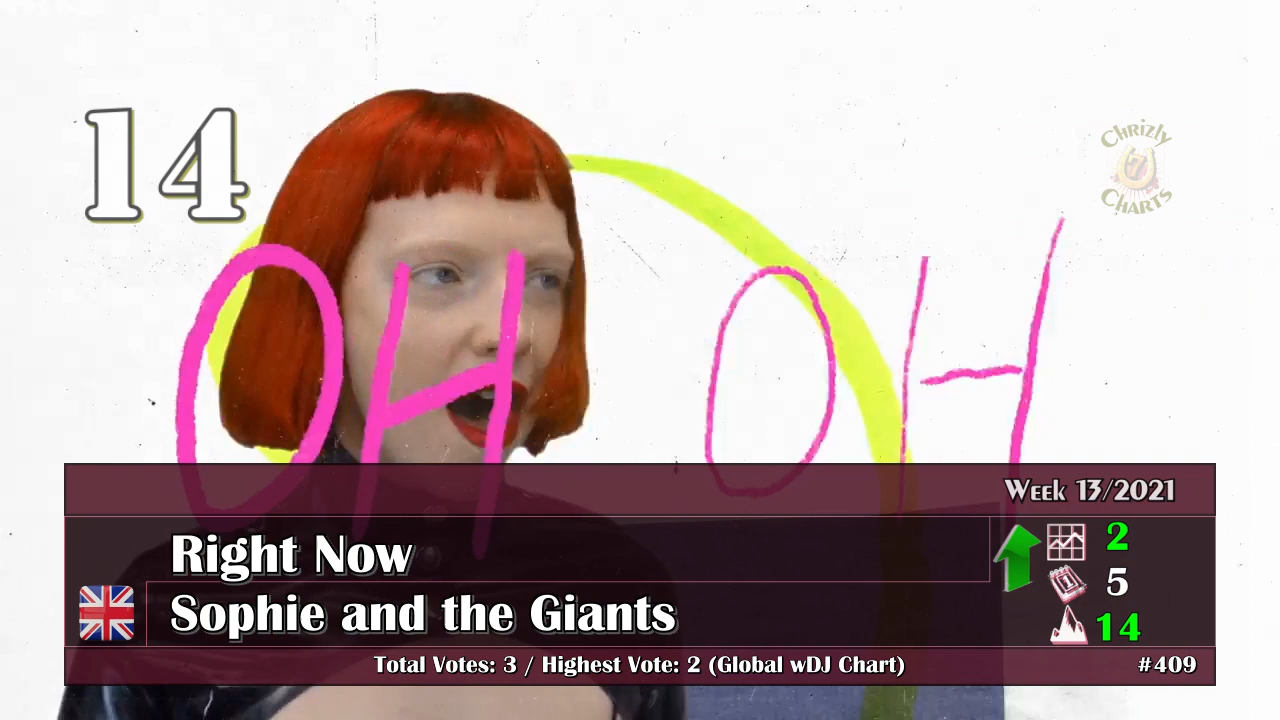 14
Chrizly
7
Charts
OH OH
Week 13/2021
Right Now
2
5
Sophie and the Giants
14
Total Votes: 3 / Highest Vote: 2 (Global wDJ Chart)
#409